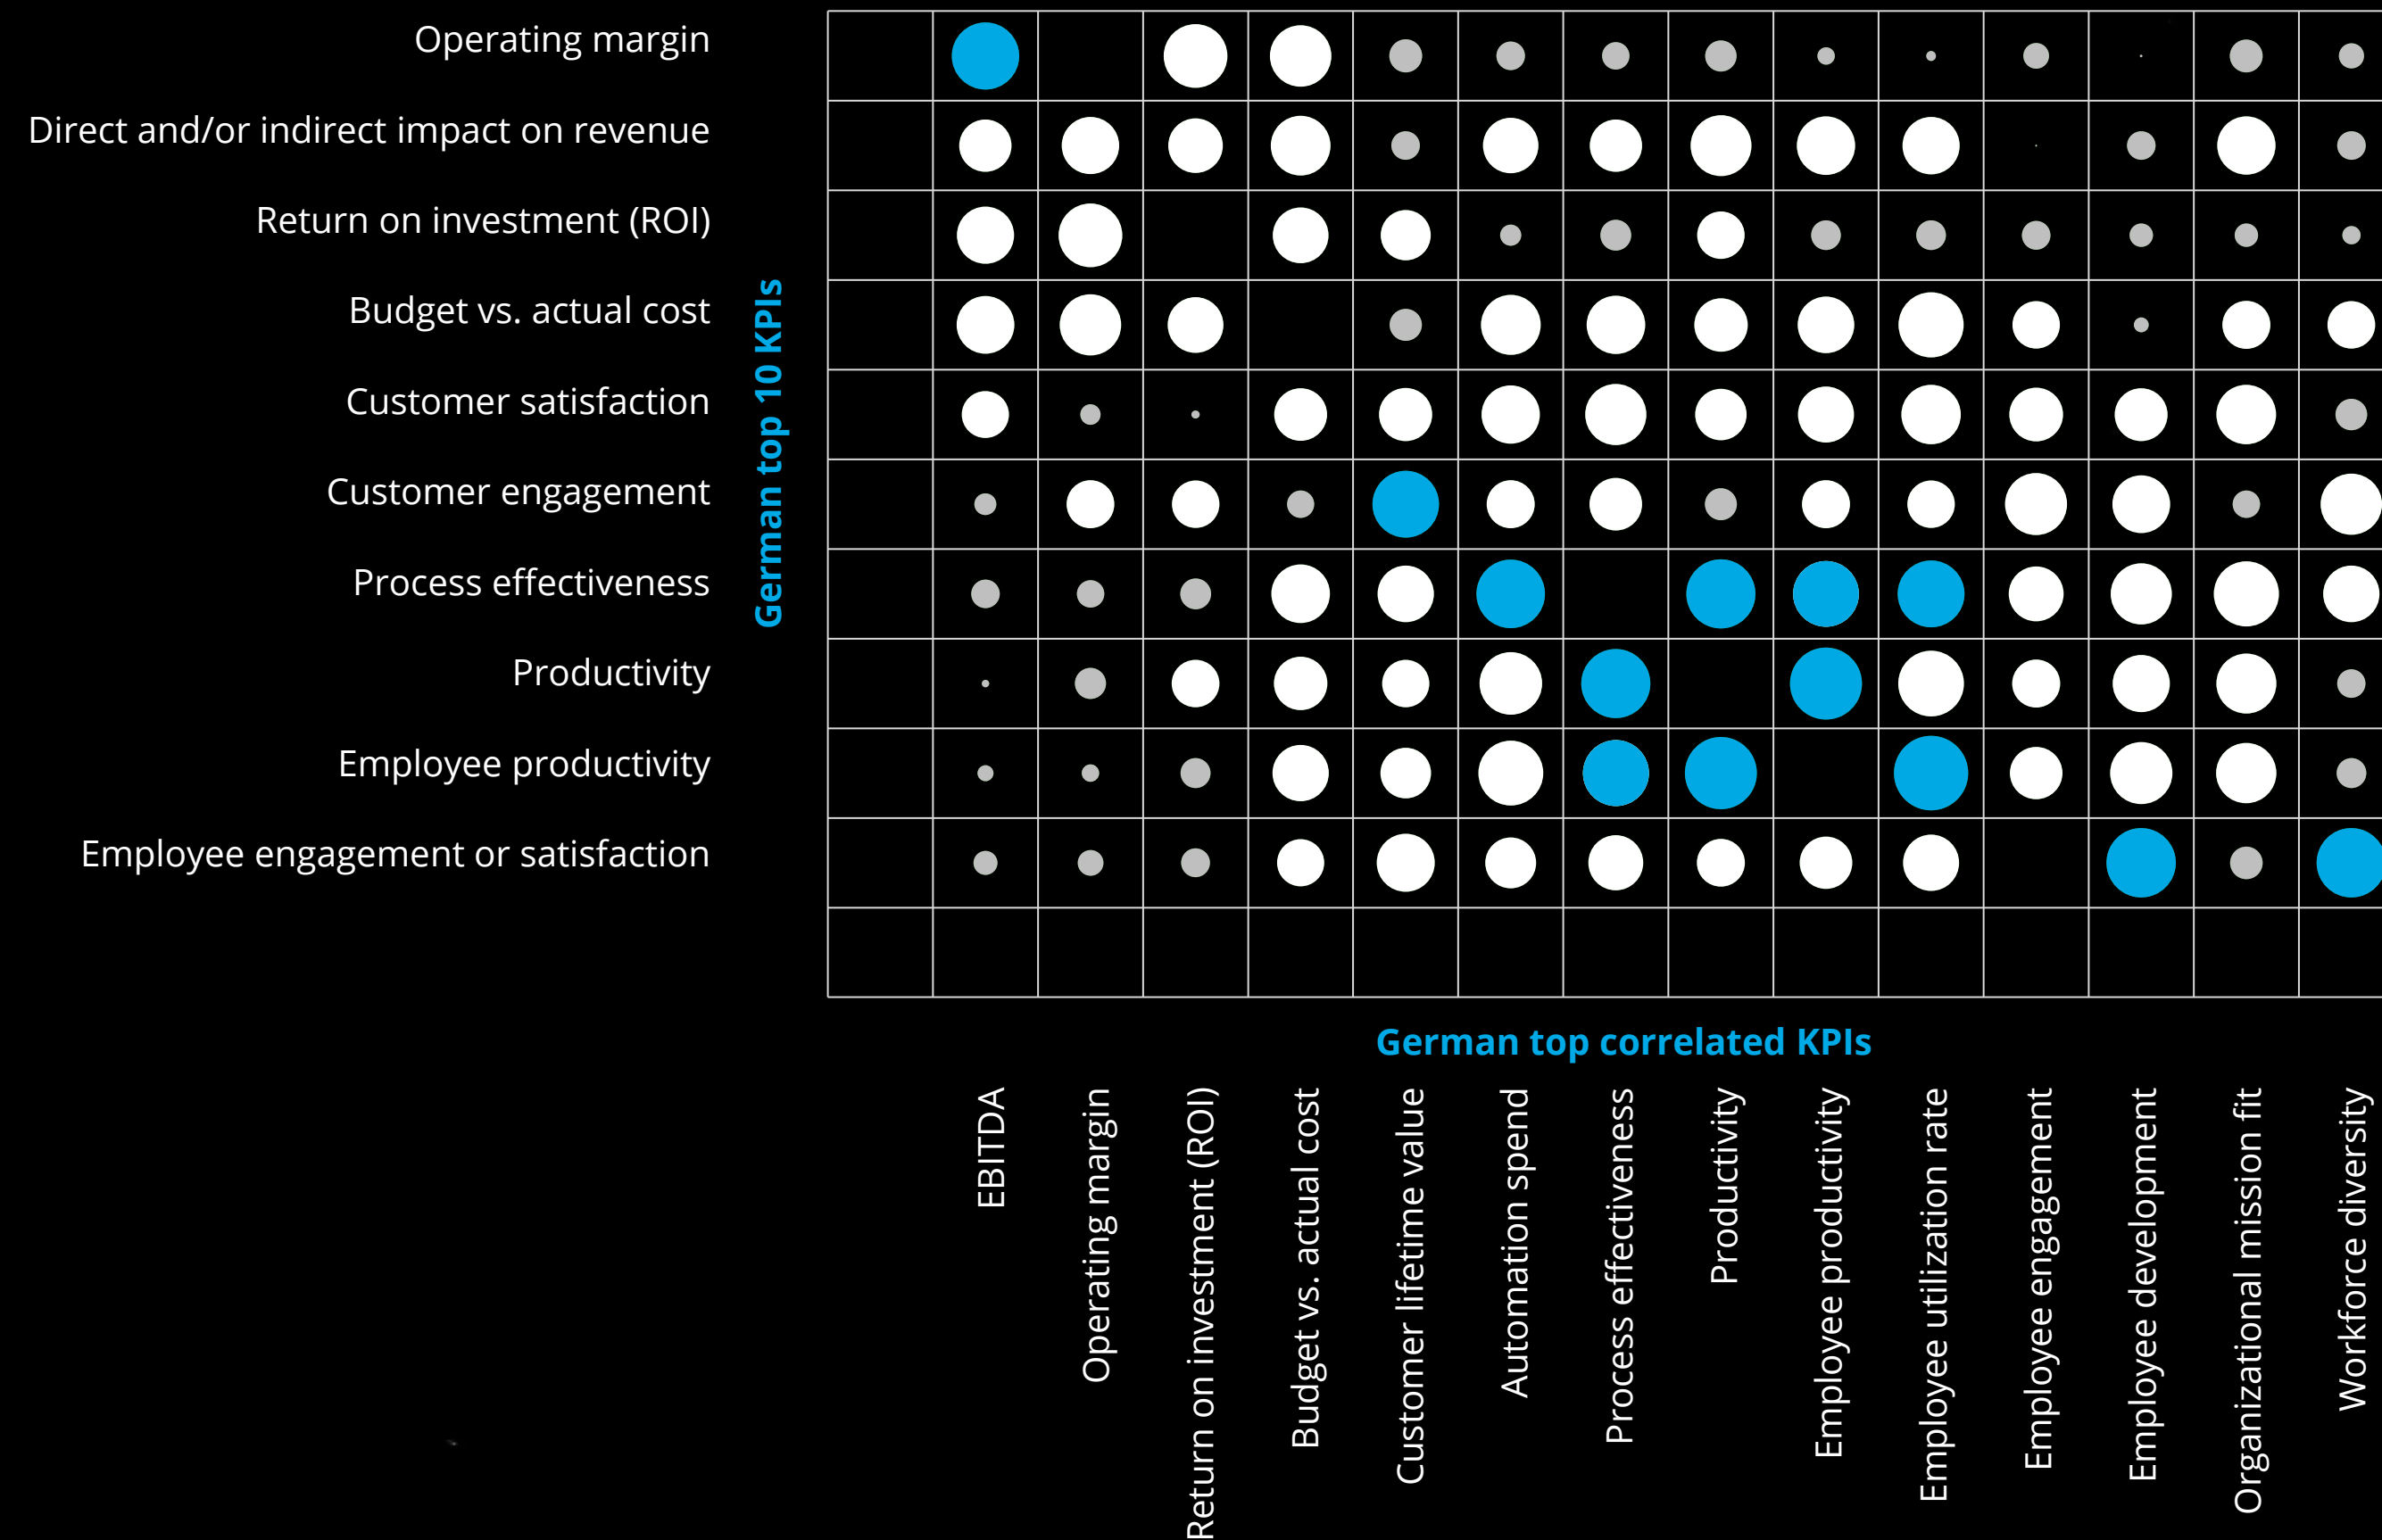 Operating margin
Direct and/or indirect impact on revenue
Return on investment (ROI)
Budget vs. actual cost
Customer satisfaction
Customer engagement
Process effectiveness
Productivity
Employee productivity
Employee engagement or satisfaction
German top 10 KPIs
German top correlated KPIs
EBITDA
Operating margin
Return on investment (ROI)
Budget vs. actual cost
Customer lifetime value
Automation spend
Process effectiveness
Productivity
Employee productivity
Employee utilization rate
Employee engagement
Employee development
Organizational mission fit
Workforce diversity